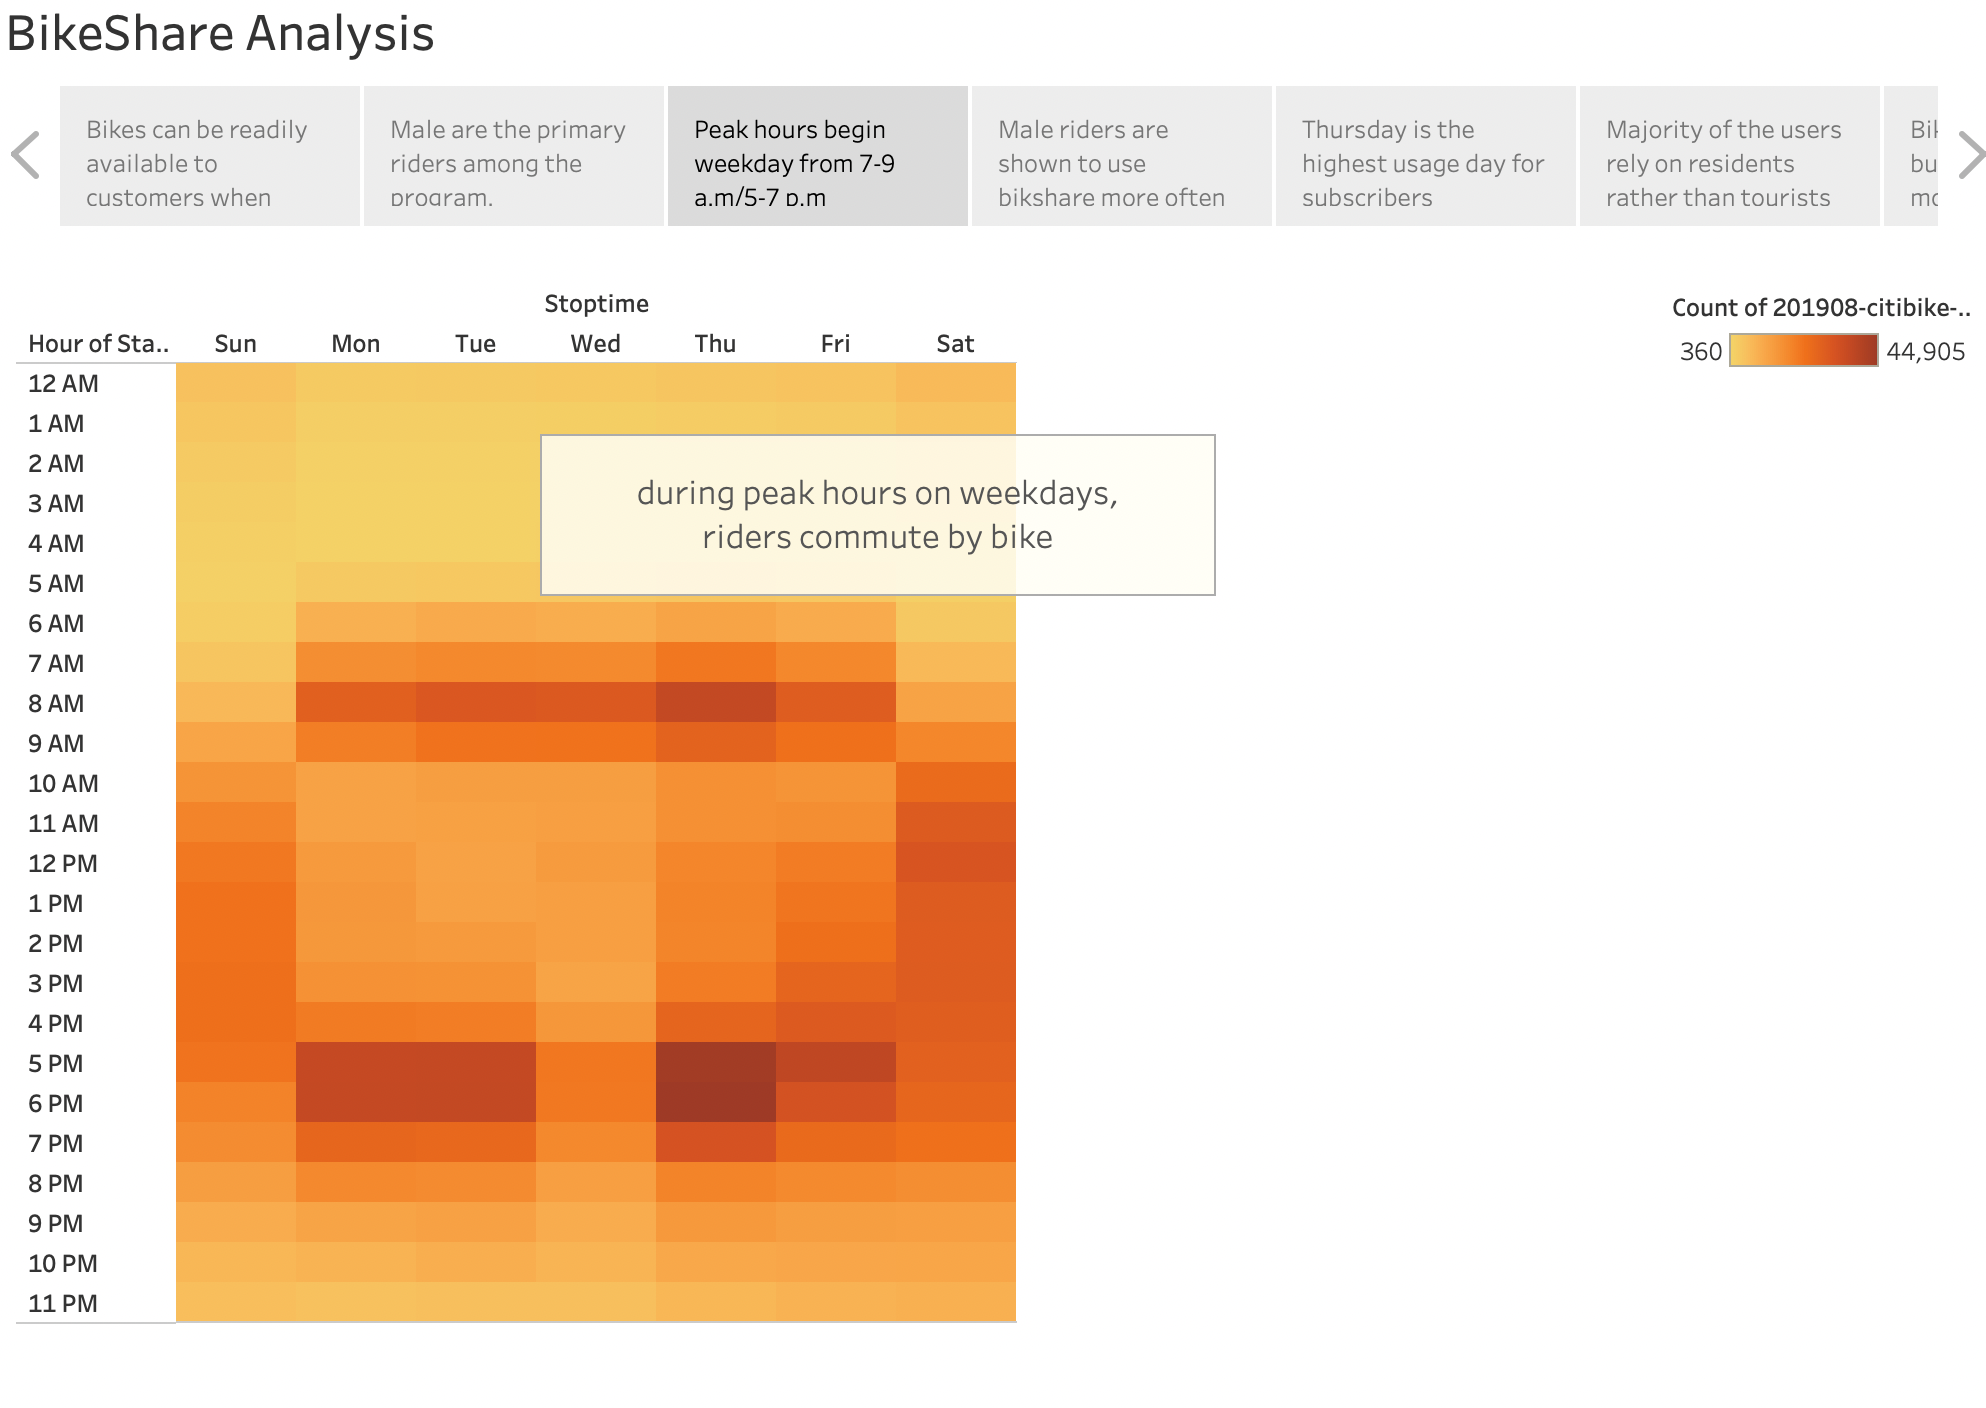 BikeShare Analysis
Bikes can be readily
available to
customers when
Male are the primary
riders among the
program.
Peak hours begin
weekday from 7-9
a.m/5-7 p.m
Male riders are
shown to use
bikshare more often
Thursday is the
highest usage day for
subscribers
Majority of the users
rely on residents
rather than tourists
Stoptime
Hour of Sta.. Sun Mon Tue Wed Thu Fri Sat
12 AM
1 AM
2 AM
3 AM
4 AM
5 AM
6 AM
7 AM
8 AM
9 AM
10 AM
11 AM
12 PM
1 PM
2 PM
3 PM
4 PM
5 PM
6 PM
7 PM
8 PM
9 PM
10 PM
11 PM
during peak hours on weekdays,
riders commute by bike
Count of 201908-citibike-..
360 44,905